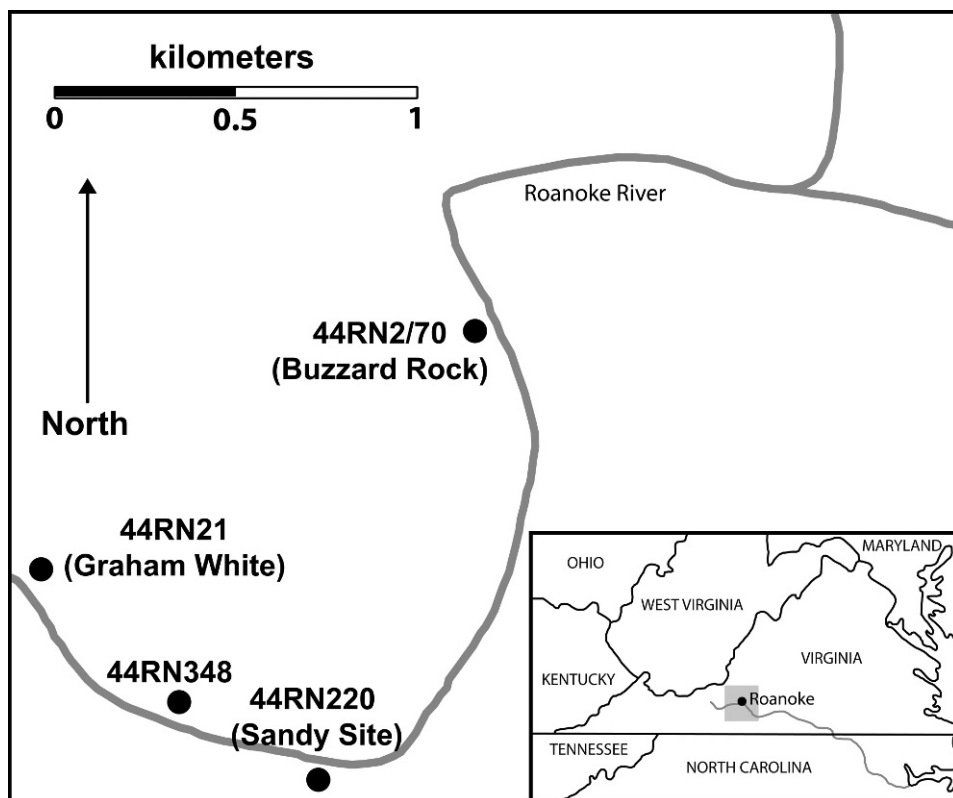 kilometers
0 0.5 1
Roanoke River
44RN2/70
(Buzzard Rock)
North
44RN21
(Graham White)
44RN348
44RN220
(Sandy Site)
OHIO
MARYLAND
WEST VIRGINIA
VIRGINIA
KENTUCKY
Roanoke
TENNESSEE
NORTH CAROLINA